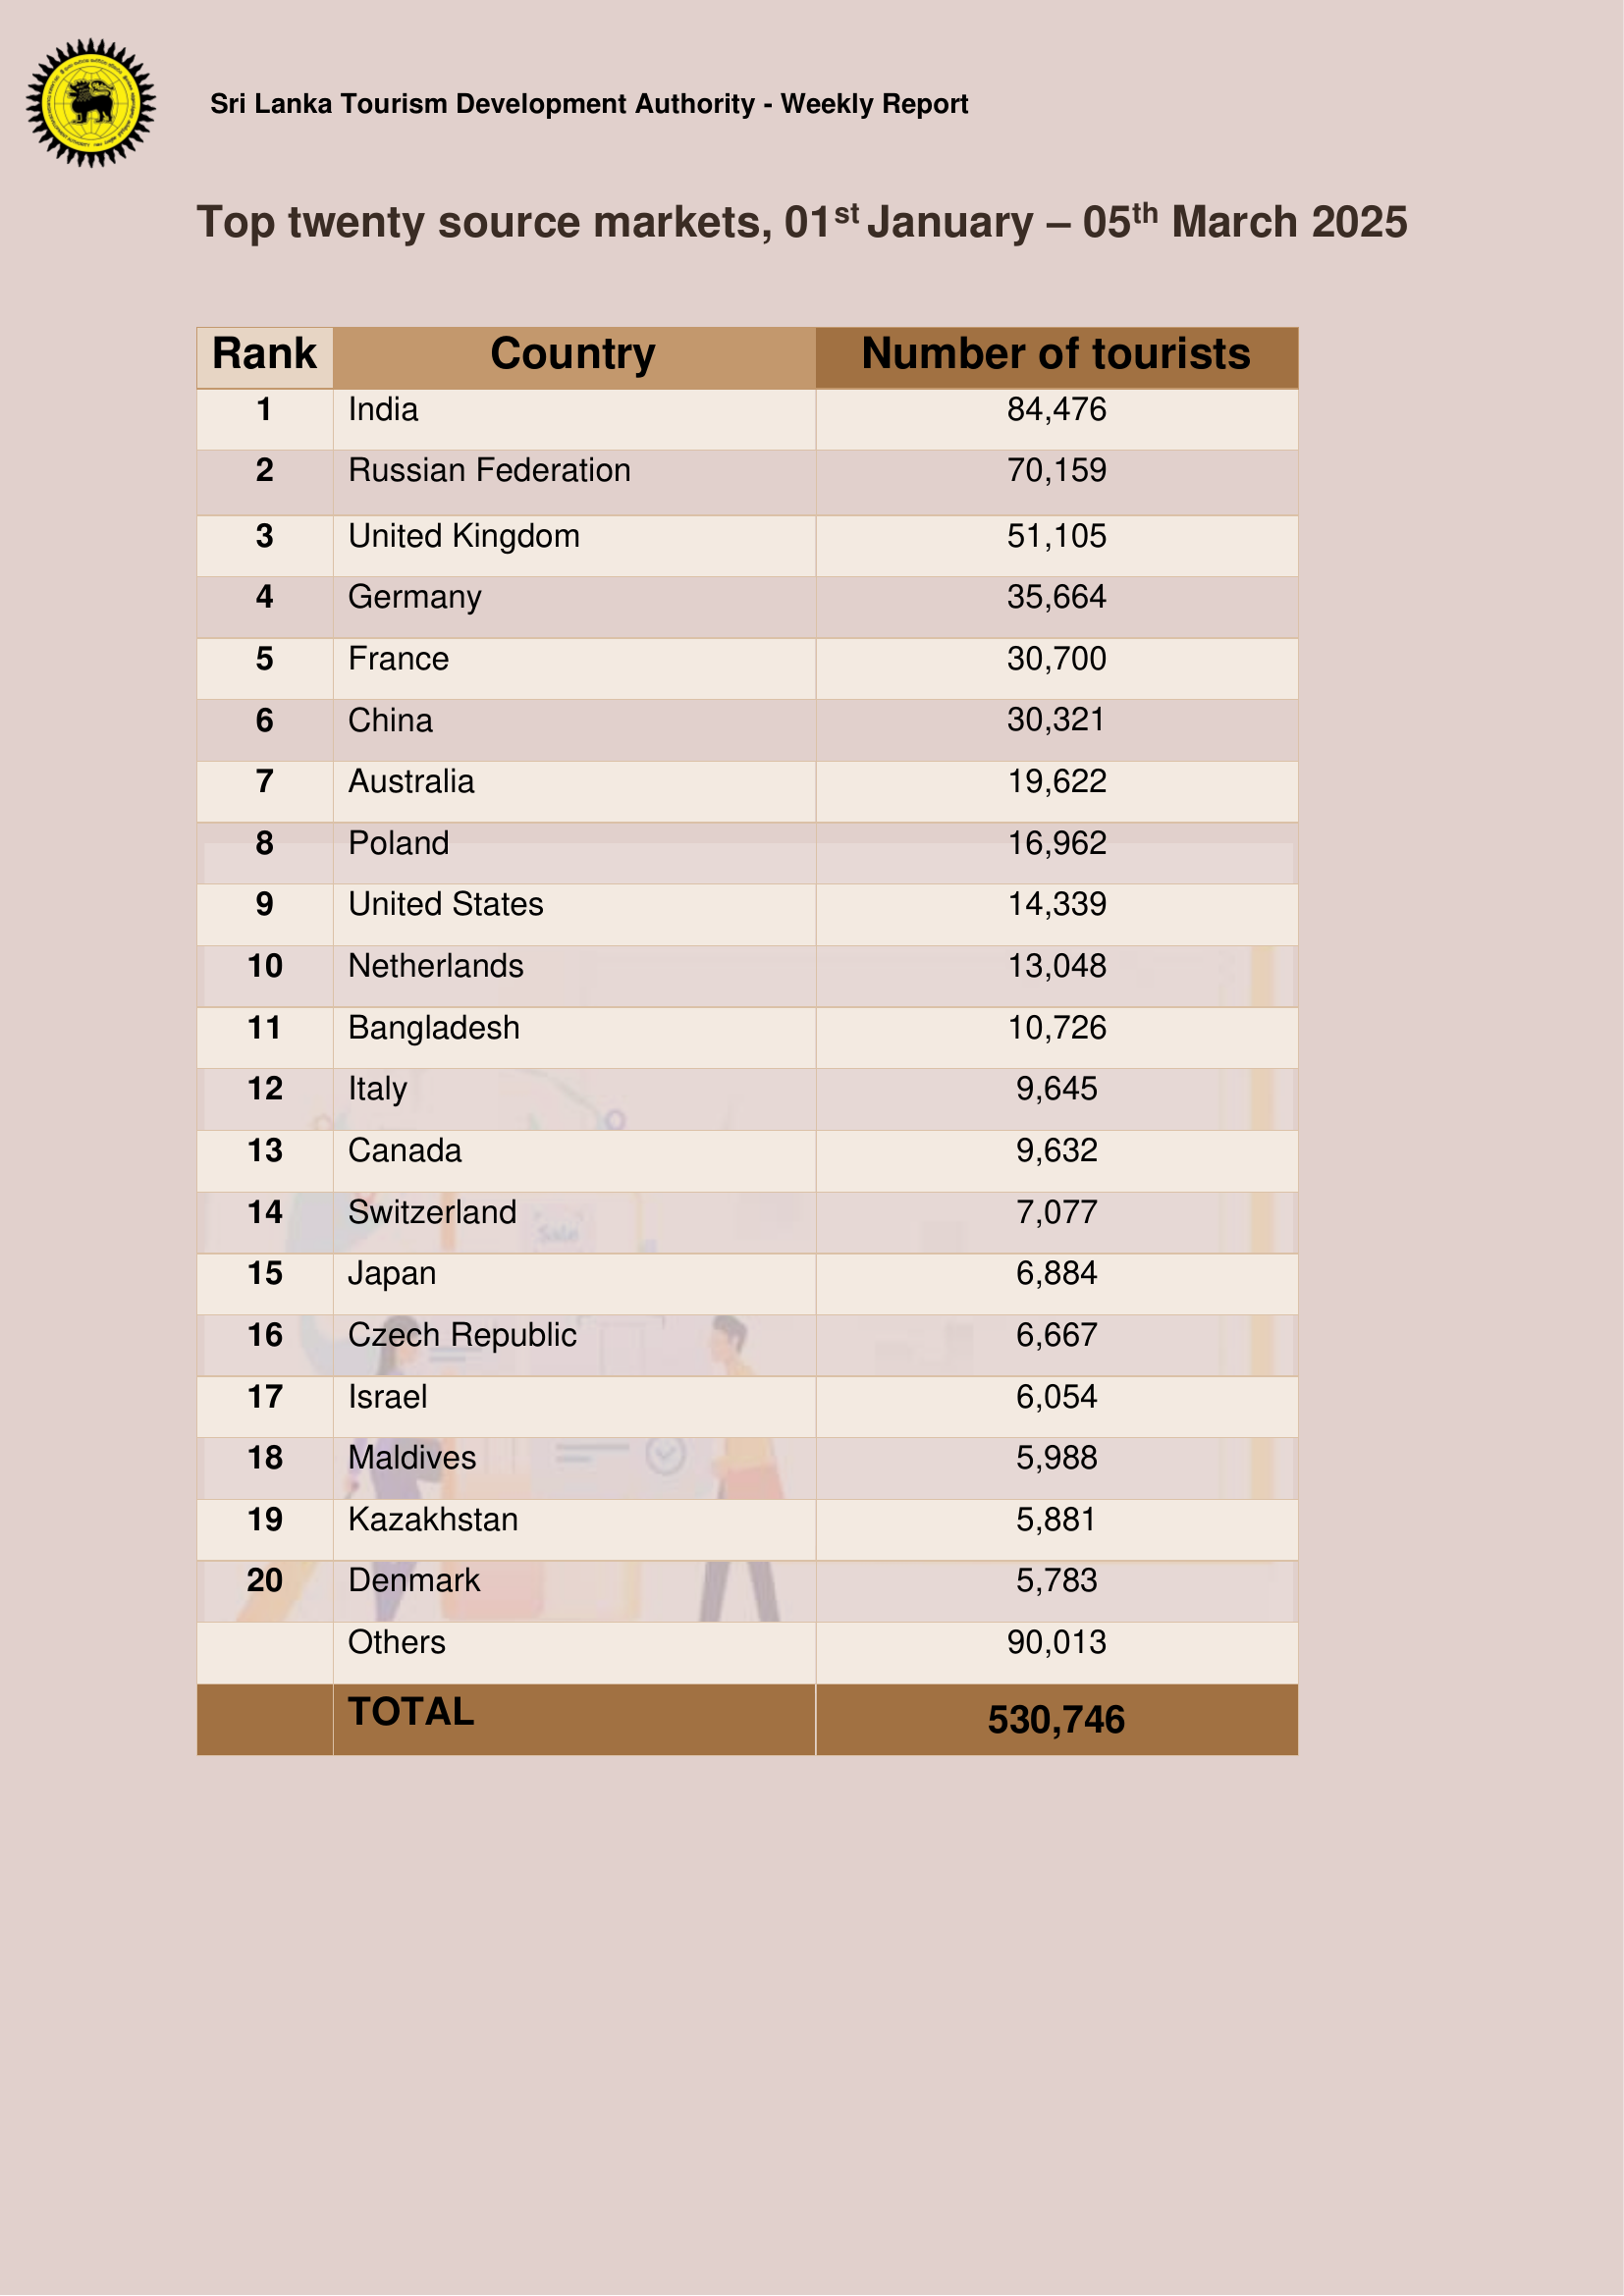 Sri Lanka Tourism Development Authority - Weekly Report
Top twenty source markets, 01st January – 05th March 2025
Rank Country Number of tourists
1 India 84,476
2 Russian Federation 70,159
3 United Kingdom 51,105
4 Germany 35,664
5 France 30,700
6 China 30,321
7 Australia 19,622
8 Poland 16,962
9 United States 14,339
10 Netherlands 13,048
11 Bangladesh 10,726
12 Italy 9,645
13 Canada 9,632
14 Switzerland 7,077
Sale
15 Japan 6,884
16 Czech Republic 6,667
17 Israel 6,054
18 Maldives 5,988
19 Kazakhstan 5,881
20 Denmark 5,783
Others 90,013
TOTAL 530,746